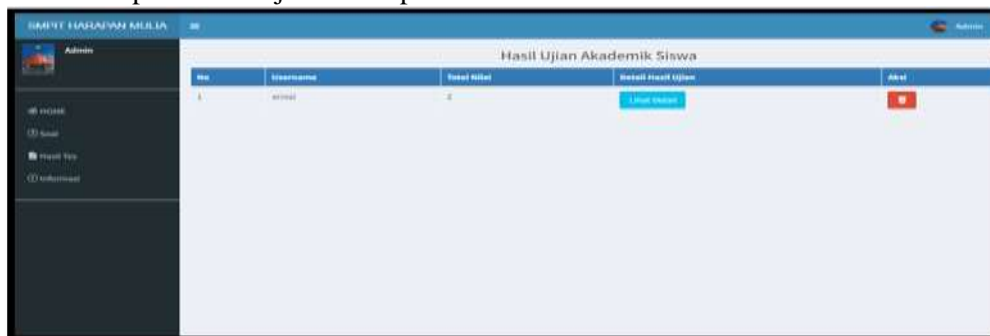 SMPIT HARAPAN MULIA
Admin
Admin
Hasil Ujian Akademik Siswa
No Username Total Nilai Detail Hasil Ujian Aksi
1 2 Lihat Detail
HOME
Soal
Hasil Tes
Informasi